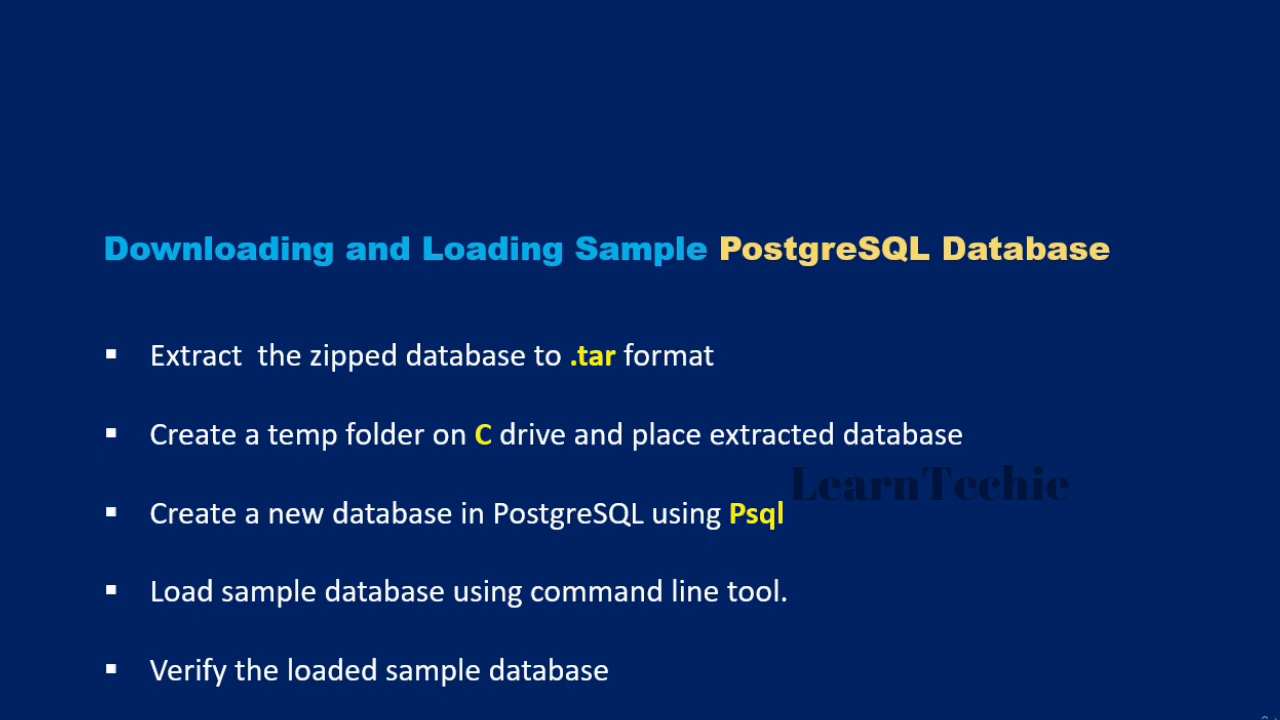 Downloading and Loading Sample PostgreSQL Database
▪ Extract  the zipped database to .tar format
▪ Create a temp folder on C drive and place extracted database
LearnTechie
▪ Create a new database in PostgreSQL using Psql
▪ Load sample database using command line tool.
▪ Verify the loaded sample database